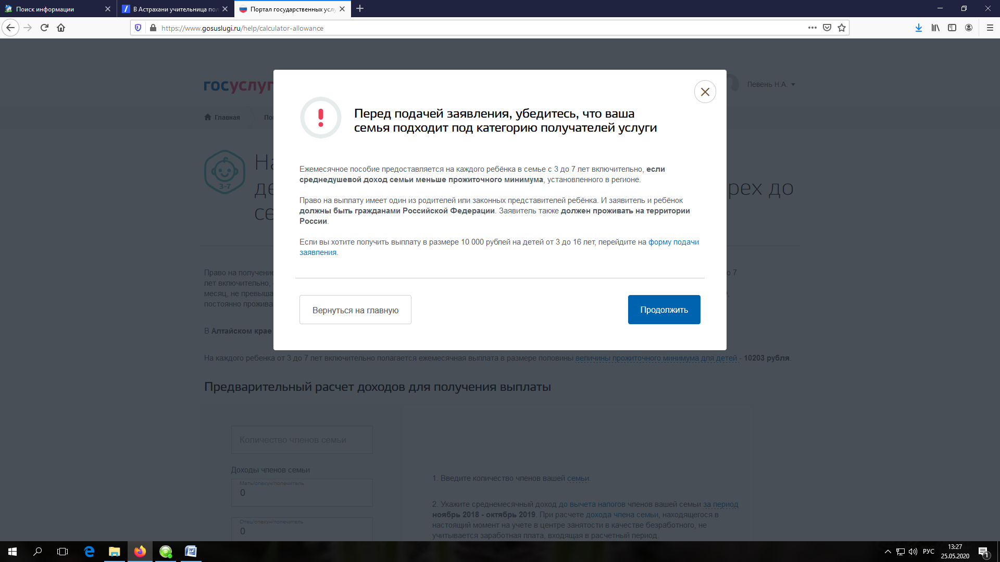 Поиск информации
В Астрахани учительница пол
Портал государственных услу
https://www.gosuslugi.ru/help/calculator-allowance
госуслуг
Певень Н.А.
Главная
По
Перед подачей заявления, убедитесь, что ваша
семья подходит под категорию получателей услуги
3-7
На
де
рех до
се
Ежемесячное пособие предоставляется на каждого ребёнка в семье с 3 до 7 лет включительно, если
среднедушевой доход семьи меньше прожиточного минимума, установленного в регионе.
Право на выплату имеет один из родителей или законных представителей ребёнка. И заявитель и ребёнок
должны быть гражданами Российской Федерации. Заявитель также должен проживать на территории
России.
Если вы хотите получить выплату в размере 10 000 рублей на детей от 3 до 16 лет, перейдите на форму подачи
заявления.
Вернуться на главную
Продолжить
Право на получение
о 7
лет включительно,
месяц, не превыша
постоянно прожива
В Алтайском крае
На каждого ребенка от 3 до 7 лет включительно полагается ежемесячная выплата в размере половины величины прожиточного минимума для детей - 10203 рубля.
Предварительный расчет доходов для получения выплаты
Количество членов семьи
Доходы членов семьи
Мать/опекун/попечитель
0
Отец/опекун/попечитель
0
1. Введите количество членов вашей семьи.
2. Укажите среднемесячный доход до вычета налогов членов вашей семьи за период
ноябрь 2018 - октябрь 2019. При расчете дохода члена семьи, находящегося в
настоящий момент на учете в центре занятости в качестве безработного, не
учитывается заработная плата, входящая в расчетный период.
РУС
13:27
25.05.2020
1